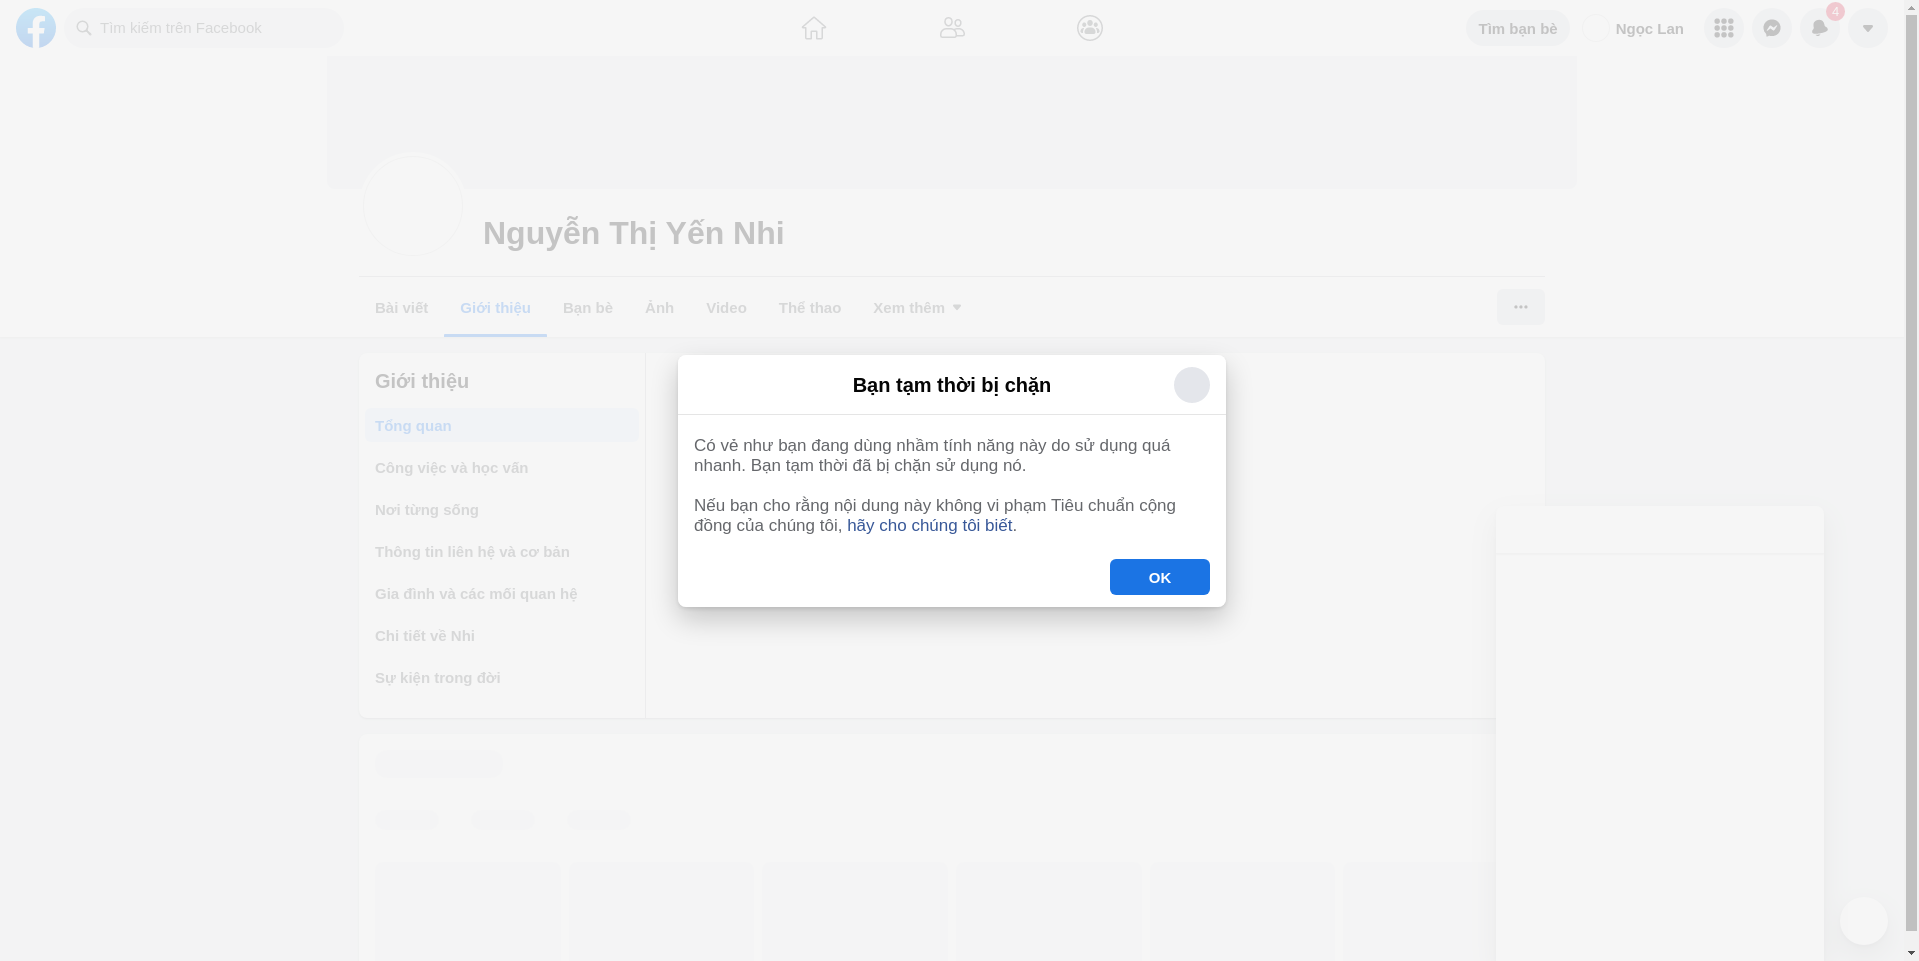 Tìm kiếm trên Facebook
Tìm bạn bè
Ngọc Lan
4
Nguyễn Thị Yến Nhi
Bài viết
Giới thiệu
Bạn bè
Ảnh
Video
Thể thao
Xem thêm
Giới thiệu
Tổng quan
Công việc và học vấn
Nơi từng sống
Thông tin liên hệ và cơ bản
Gia đình và các mối quan hệ
Chi tiết về Nhi
Sự kiện trong đời
Bạn tạm thời bị chặn
Có vẻ như bạn đang dùng nhầm tính năng này do sử dụng quá
nhanh. Bạn tạm thời đã bị chặn sử dụng nó.
Nếu bạn cho rằng nội dung này không vi phạm Tiêu chuẩn cộng
đồng của chúng tôi, hãy cho chúng tôi biết.
OK